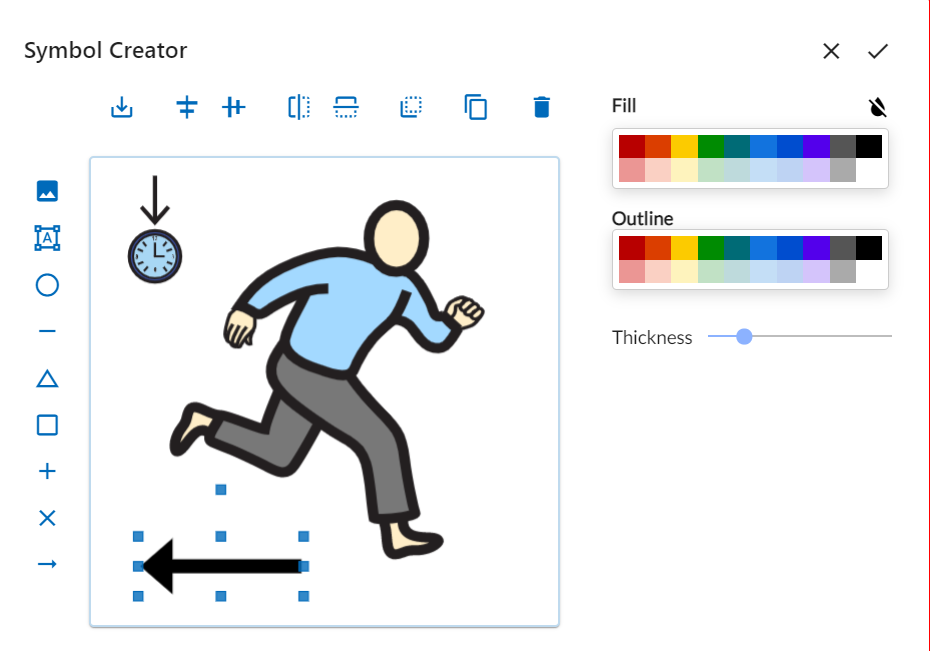 Symbol Creator
Fill
A
Outline
Thickness